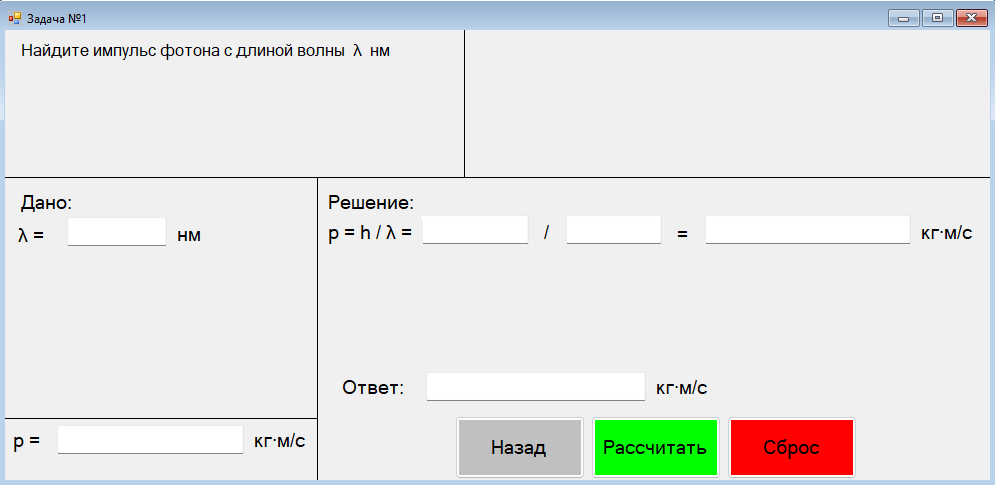 Задача №1
Найдите импульс фотона с длиной волны λ нм
Дано:
λ = нм
p = кг·м/с
Решение:
p = h / λ = / = кг·м/с
Ответ: кг·м/с
Назад Рассчитать Сброс